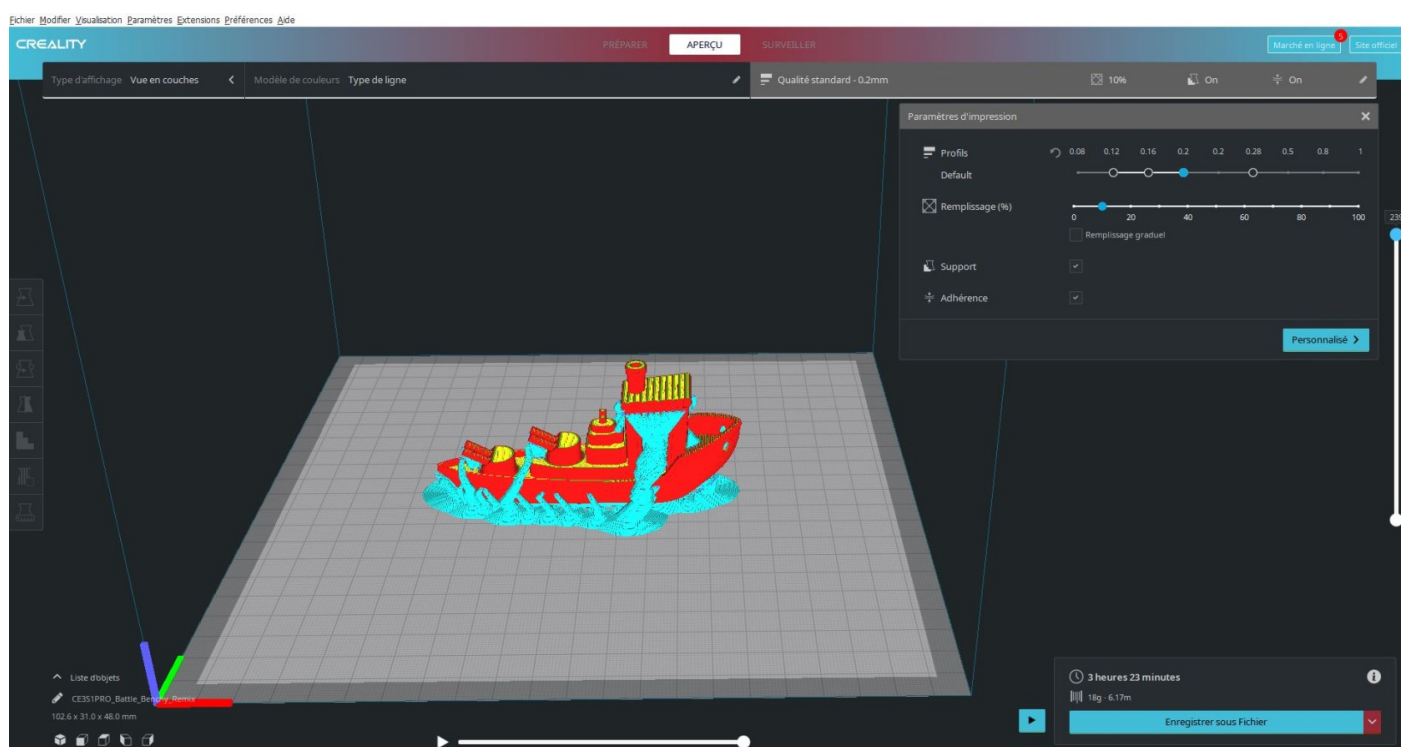 Fichier Modifier Visualisation Paramètres Extensions Préférences Aide
CREALITY
PRÉPARER APERÇU SURVEILLER
Marché en ligne 5 Site officiel
Type d'affichage Vue en couches Modèle de couleurs Type de ligne Qualité standard - 0.2mm 10% On On
Paramètres d'impression
Profils 0.08 0.12 0.16 0.2 0.2 0.28 0.5 0.8 1
Default
Remplissage (%)
0 20 40 60 80 100
239
Remplissage graduel
Support
Adhérence
Personnalisé
Liste d'objets
CE3S1PRO_Battle_Benchy_Remix
102.6 x 31.0 x 48.0 mm
3 heures 23 minutes
18g · 6.17m
Enregistrer sous Fichier